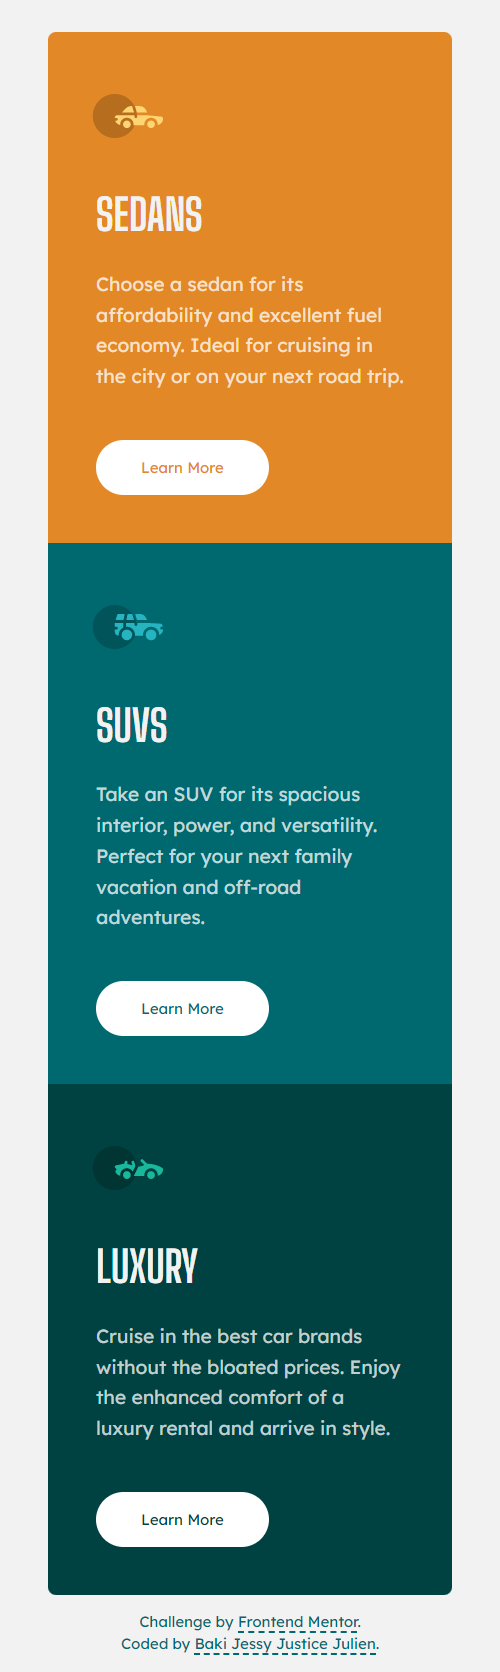 SEDANS
Choose a sedan for its
affordability and excellent fuel
economy. Ideal for cruising in
the city or on your next road trip.
Learn More
SUVS
Take an SUV for its spacious
interior, power, and versatility.
Perfect for your next family
vacation and off-road
adventures.
Learn More
LUXURY
Cruise in the best car brands
without the bloated prices. Enjoy
the enhanced comfort of a
luxury rental and arrive in style.
Learn More
Challenge by Frontend Mentor.
Coded by Baki Jessy Justice Julien.